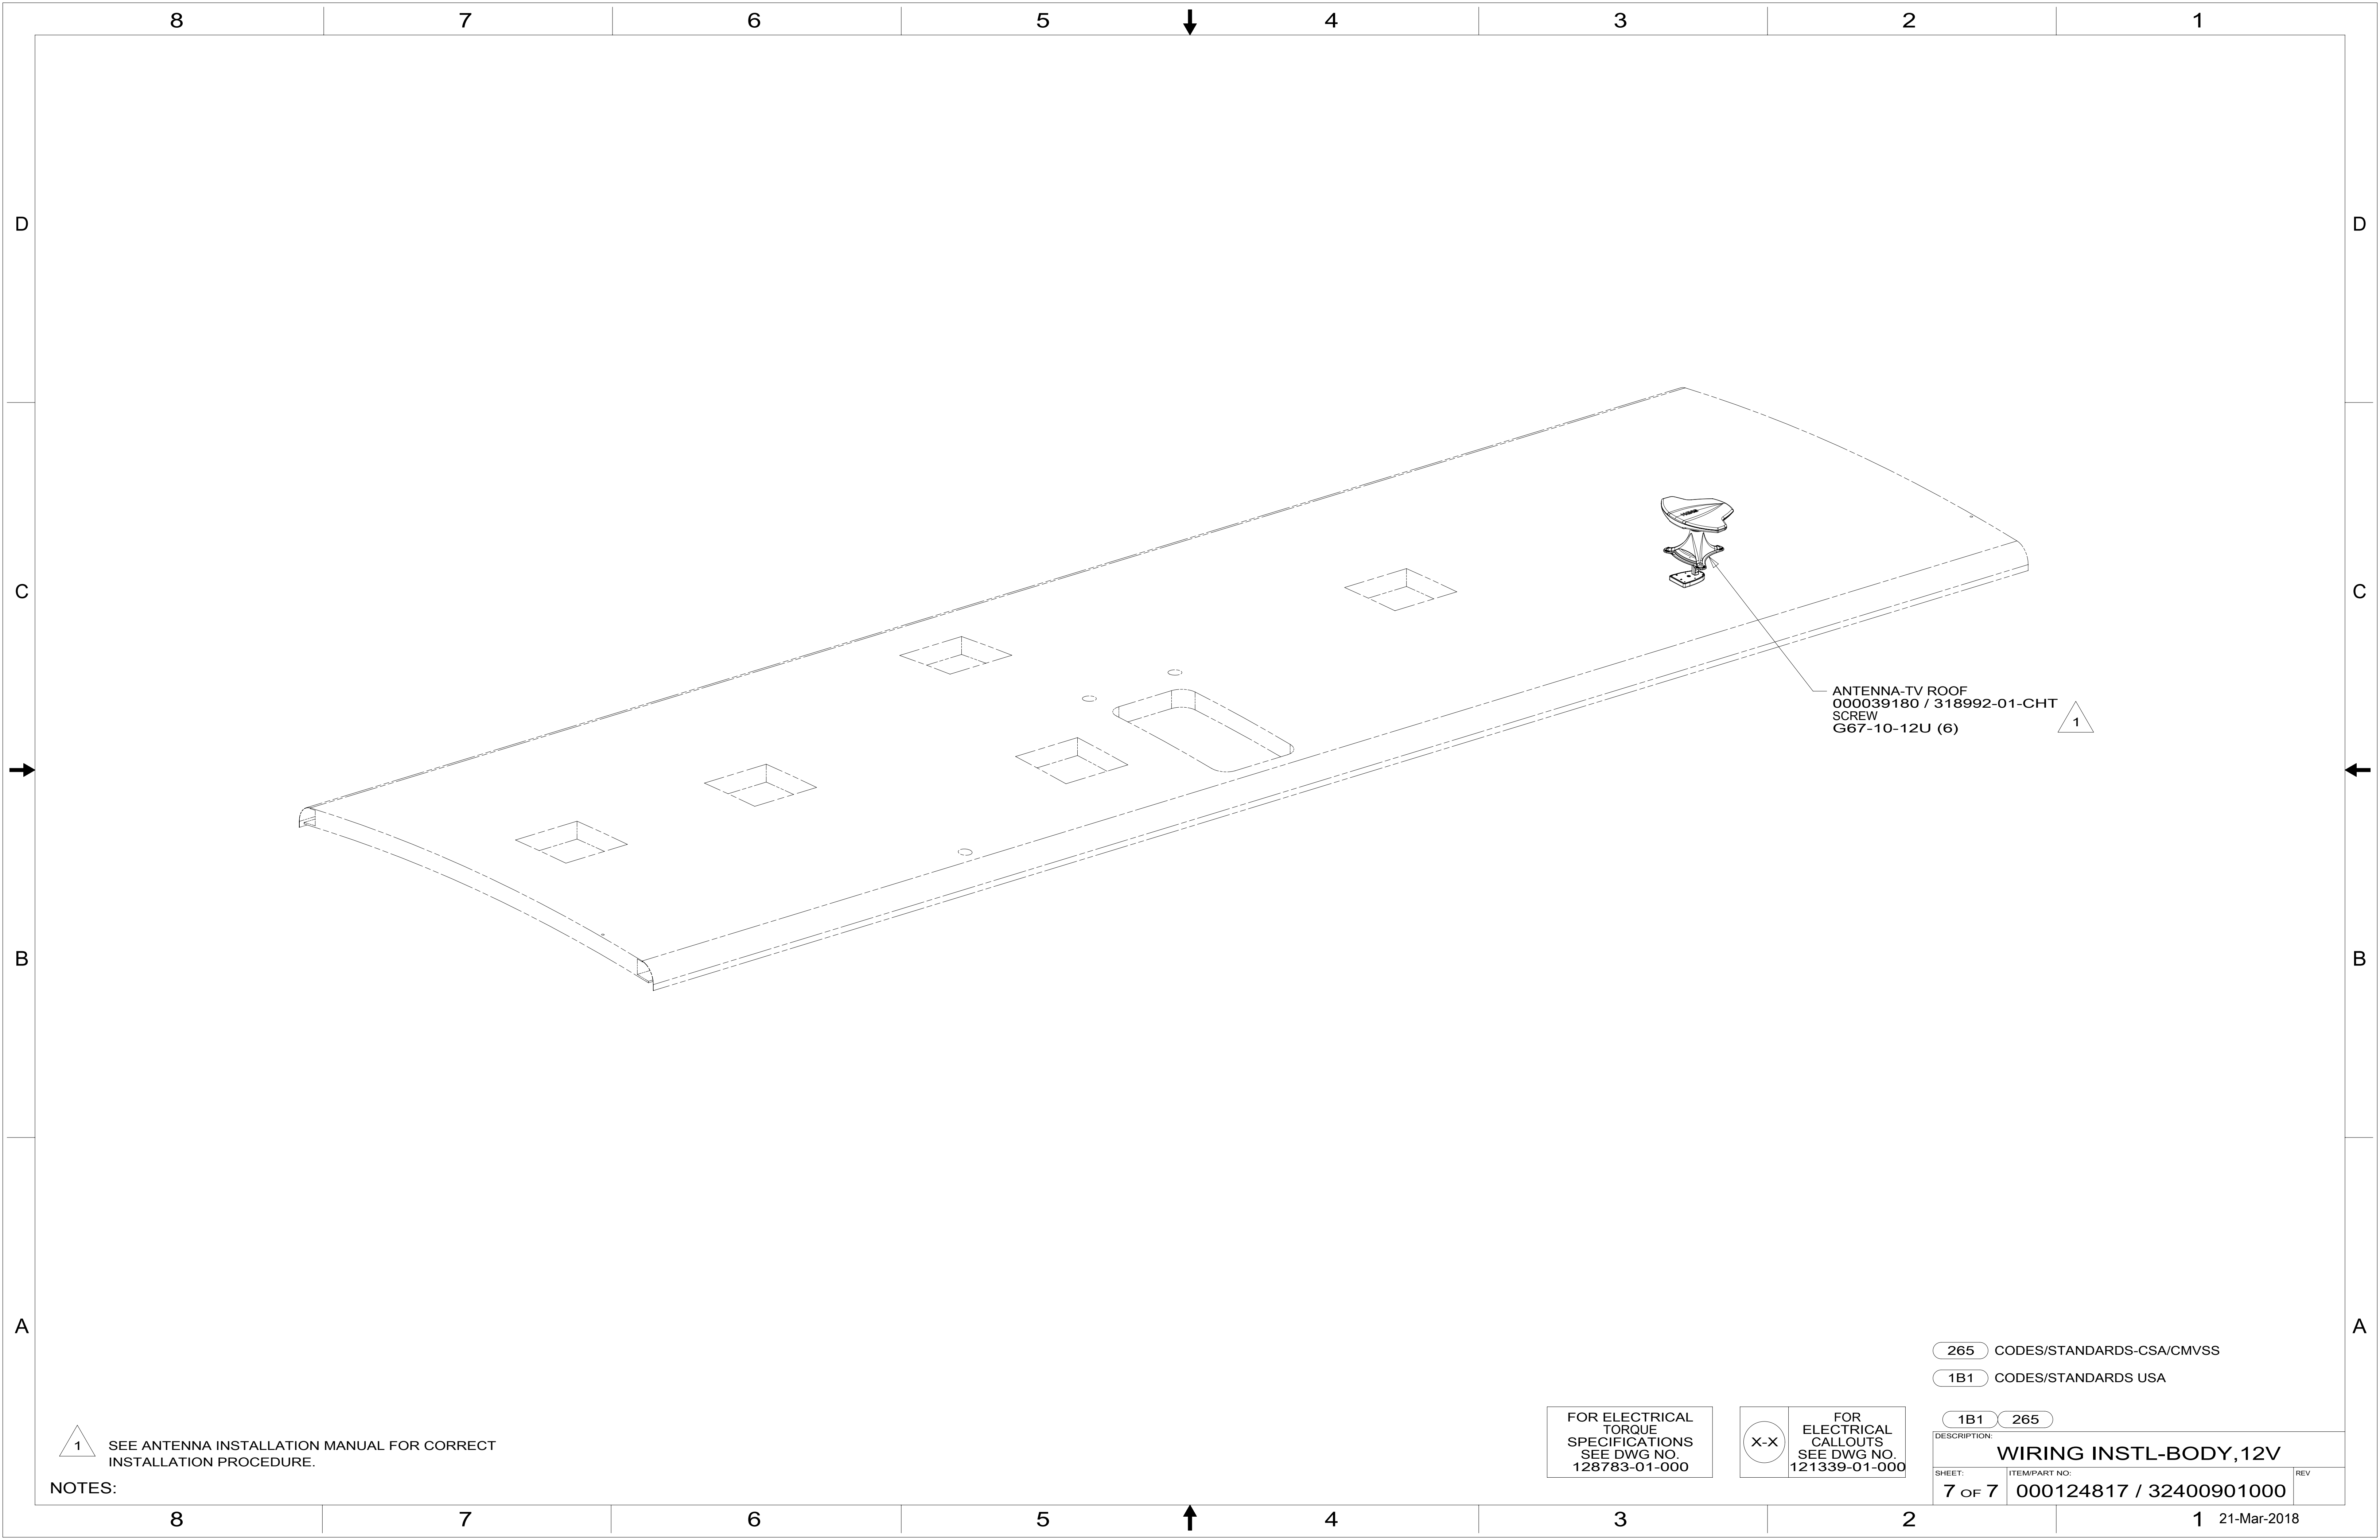 8 7 6 5 4 3 2 1
D D
C C
ANTENNA-TV ROOF
000039180 / 318992-01-CHT
SCREW
G67-10-12U (6)
1
B B
A A
265 CODES/STANDARDS-CSA/CMVSS
1B1 CODES/STANDARDS USA
1B1 265
1 SEE ANTENNA INSTALLATION MANUAL FOR CORRECT
INSTALLATION PROCEDURE.
NOTES:
FOR ELECTRICAL
TORQUE
SPECIFICATIONS
SEE DWG NO.
128783-01-000
X-X
FOR
ELECTRICAL
CALLOUTS
SEE DWG NO.
121339-01-000
DESCRIPTION:
WIRING INSTL-BODY,12V
SHEET:
7 OF 7
ITEM/PART NO:
000124817 / 32400901000
REV
8 7 6 5 4 3 2 1
21-Mar-2018